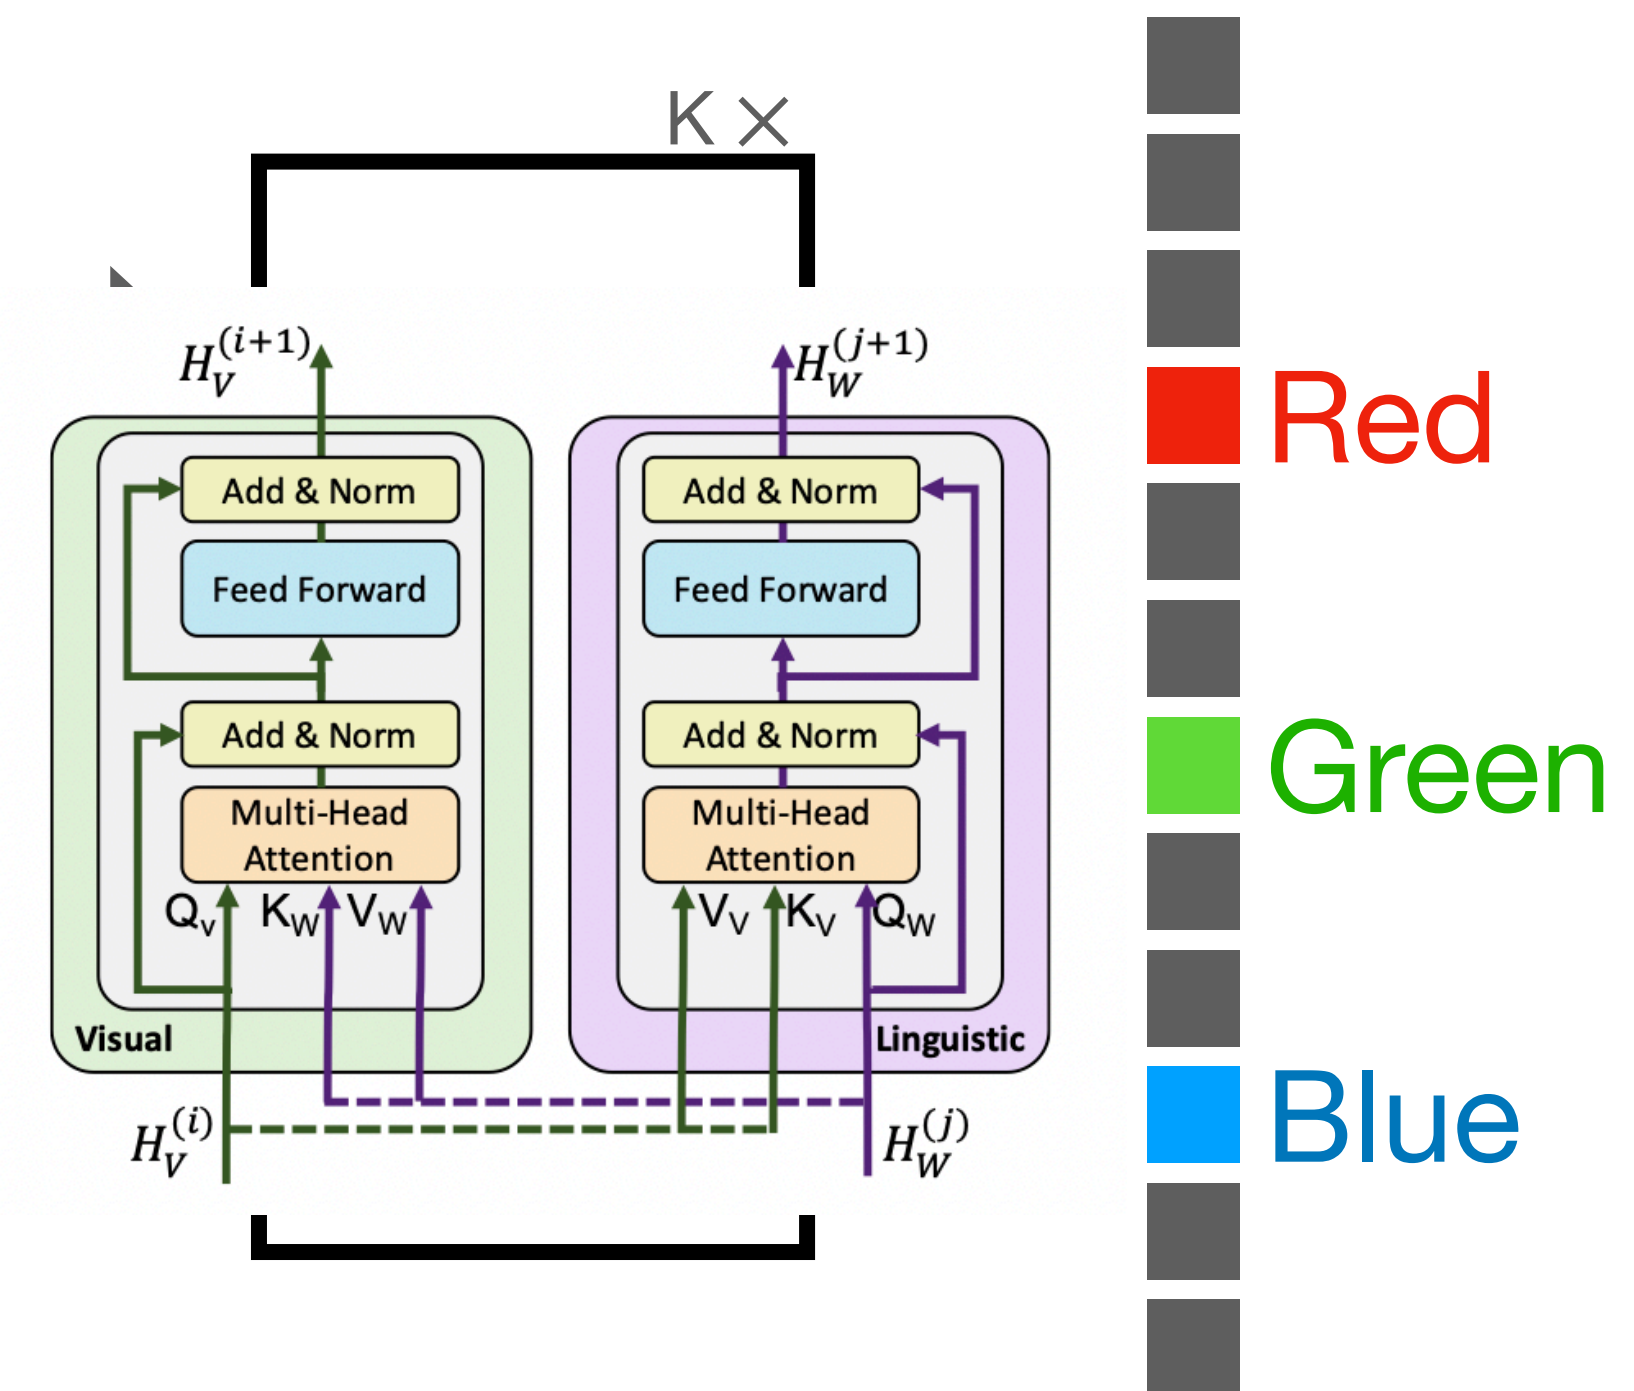 K ×
H_V^(i+1)
H_W^(j+1)
Add & Norm
Feed Forward
Add & Norm
Multi-Head
Attention
Q_v K_W V_W
Visual
H_V^(i)
Add & Norm
Feed Forward
Add & Norm
Multi-Head
Attention
V_V K_V Q_W
Linguistic
H_W^(j)
Red
Green
Blue